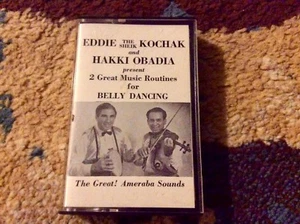 EDDIE THE SHEIK KOCHAK
and
HAKKI OBADIA
present
2 Great Music Routines
for
BELLY DANCING
The Great! Ameraba Sounds